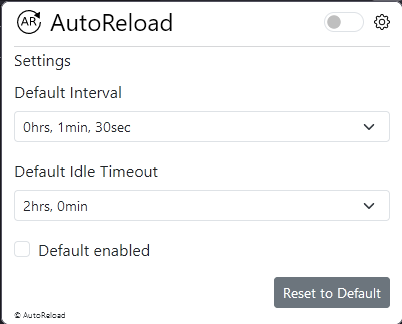 AR AutoReload
Settings
Default Interval
0hrs, 1min, 30sec
Default Idle Timeout
2hrs, 0min
Default enabled
Reset to Default
© AutoReload